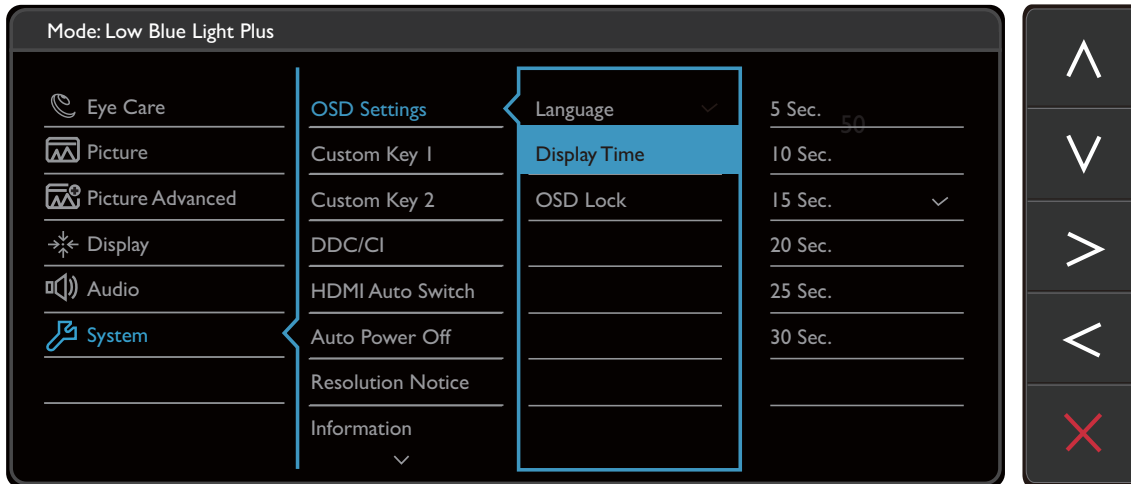 Mode: Low Blue Light Plus
Eye Care
Picture
Picture Advanced
Display
Audio
System
OSD Settings
Custom Key 1
Custom Key 2
DDC/CI
HDMI Auto Switch
Auto Power Off
Resolution Notice
Information
Language
Display Time
OSD Lock
5 Sec.
50
10 Sec.
15 Sec.
20 Sec.
25 Sec.
30 Sec.